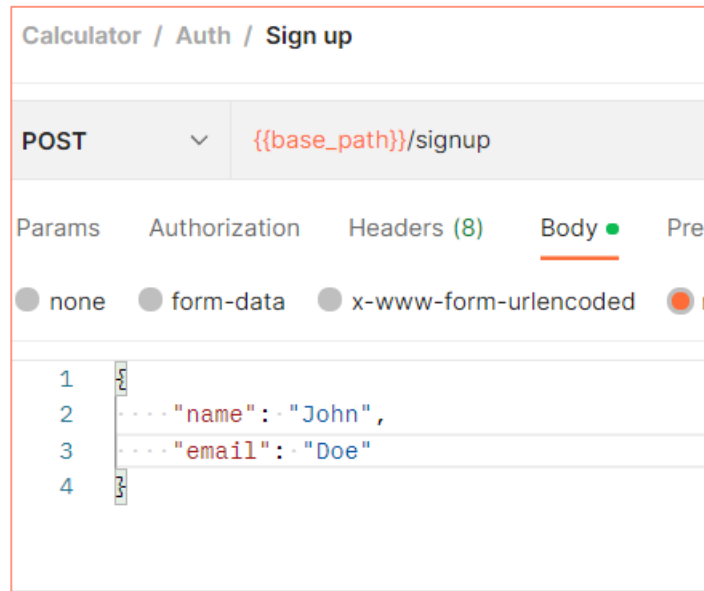 Calculator / Auth / Sign up
POST {{base_path}}/signup
Params Authorization Headers (8) Body Pre
none form-data x-www-form-urlencoded
1 {
2 "name": "John",
3 "email": "Doe"
4 }